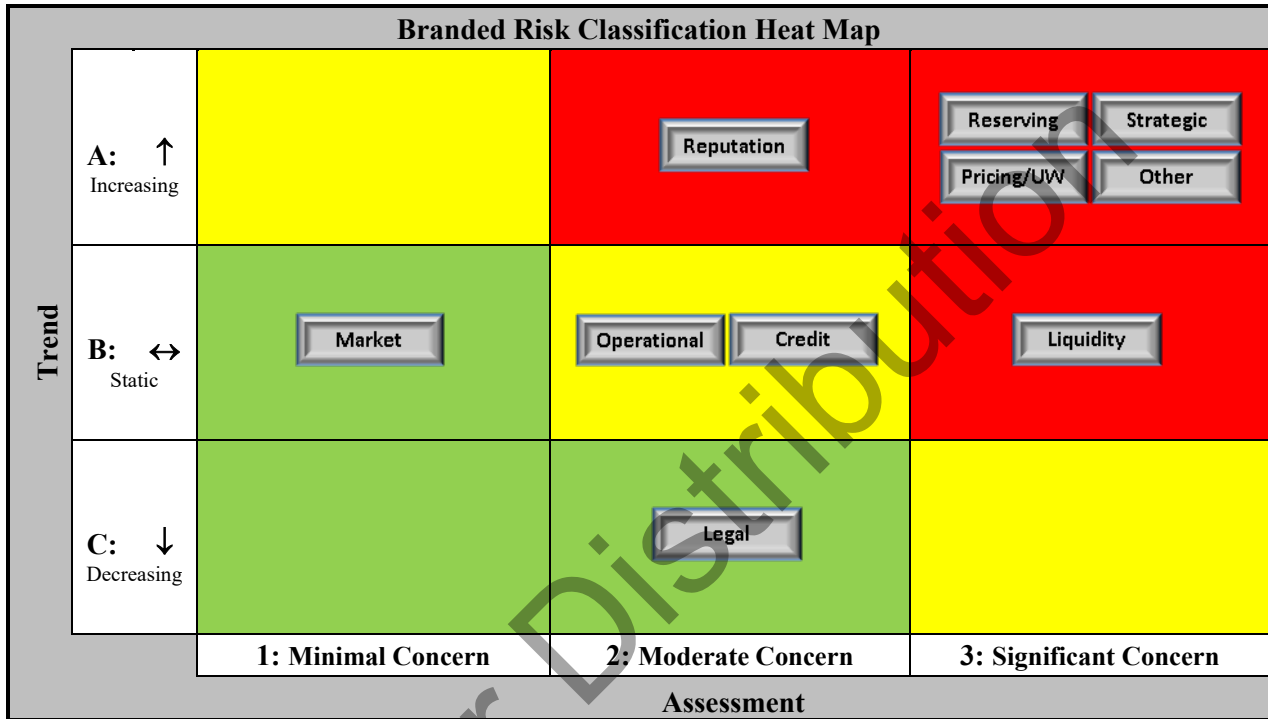 Branded Risk Classification Heat Map
A: ↑
Increasing
Reputation
Reserving Strategic
Pricing/UW Other
Trend
B: ↔
Static
Market
Operational Credit
Liquidity
C: ↓
Decreasing
Legal
1: Minimal Concern 2: Moderate Concern 3: Significant Concern
Assessment
r Distribution